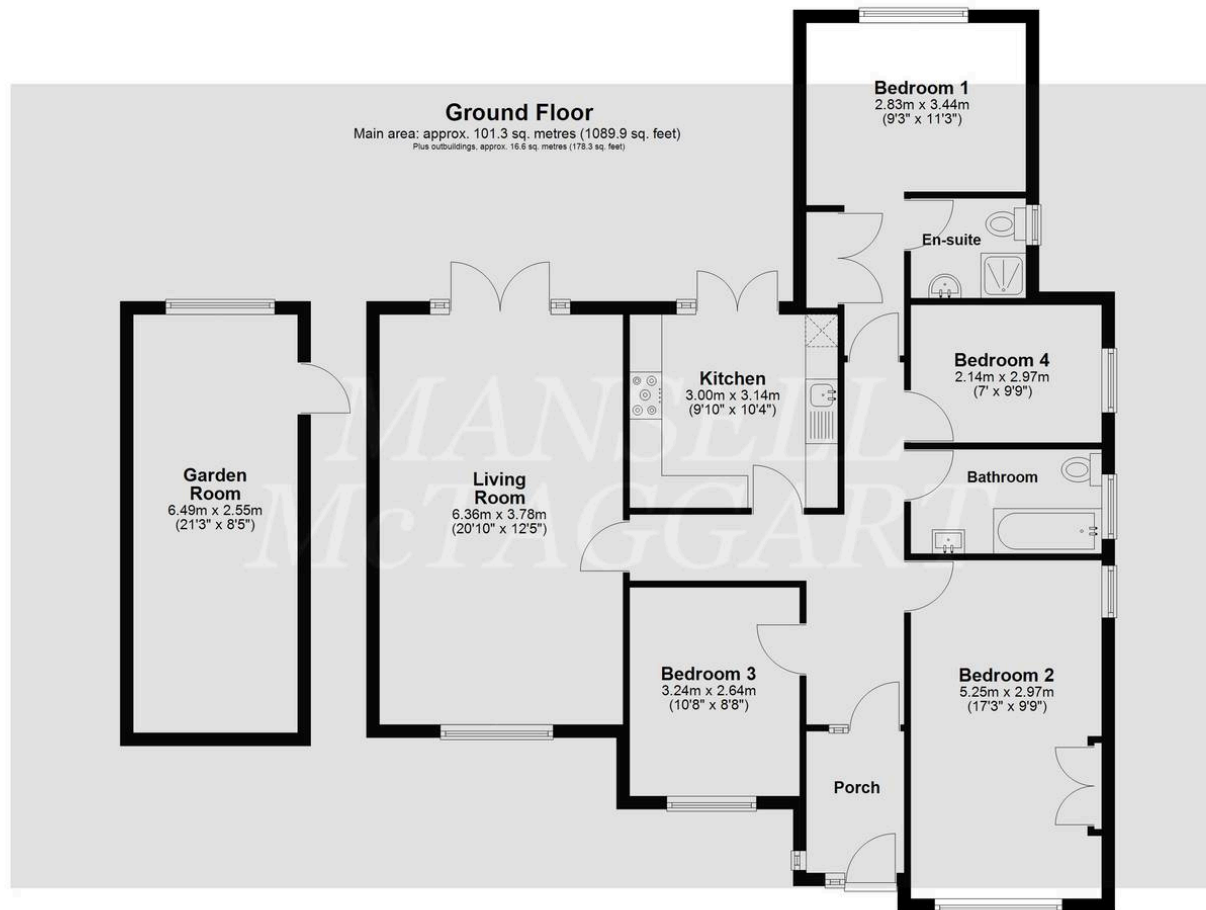 Ground Floor
Main area: approx. 101.3 sq. metres (1089.9 sq. feet)
Plus outbuildings, approx. 16.6 sq. metres (178.3 sq. feet)
Bedroom 1
2.83m x 3.44m
(9'3" x 11'3")
En-suite
Bedroom 4
2.14m x 2.97m
(7' x 9'9")
Kitchen
3.00m x 3.14m
(9'10" x 10'4")
Garden
Room
6.49m x 2.55m
(21'3" x 8'5")
Living
Room
6.36m x 3.78m
(20'10" x 12'5")
Bathroom
Bedroom 3
3.24m x 2.64m
(10'8" x 8'8")
Bedroom 2
5.25m x 2.97m
(17'3" x 9'9")
Porch
MANSELL
McTAGGART